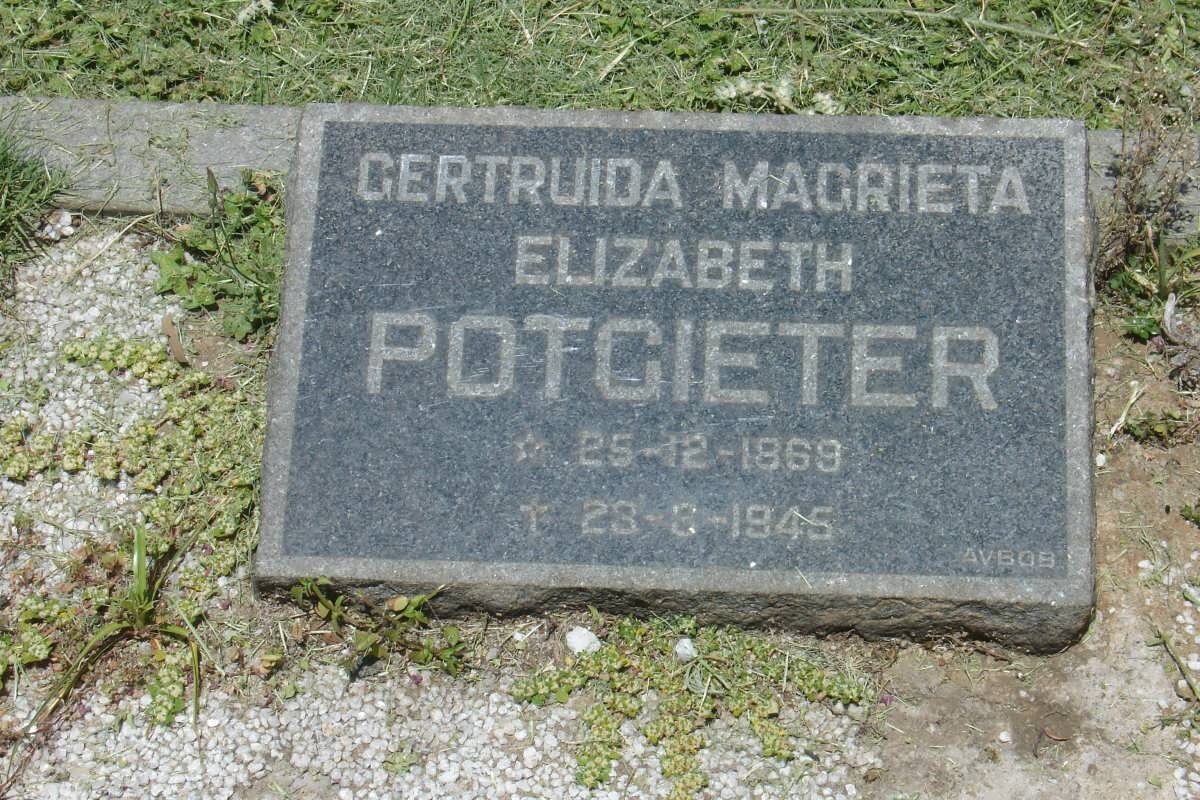 GERTRUIDA MAGRIETA
ELIZABETH
POTGIETER
☆ 25-12-1869
† 23-8-1945
AVBOB